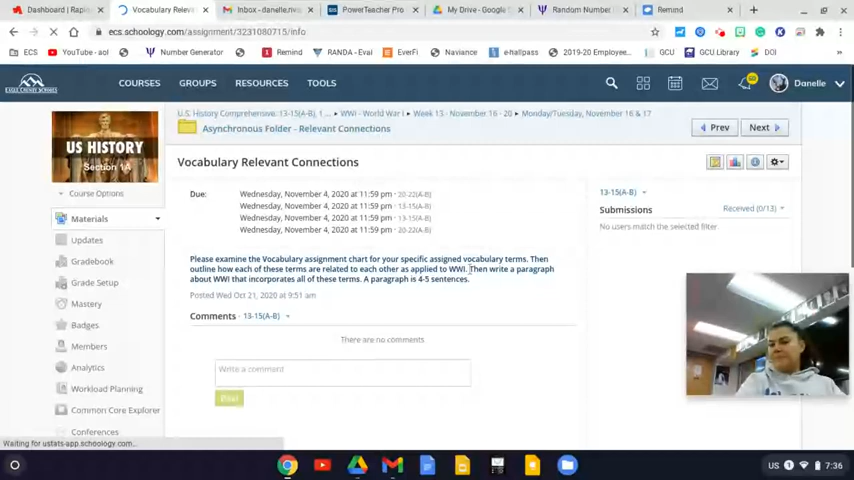 Dashboard | Rapid
Vocabulary Relevant
Inbox - danelle.nva
PowerTeacher Pro
My Drive - Google
Random Number
Remind
ecs.schoology.com/assignment/3231080715/info
ECS
YouTube - aol
Number Generator
Remind
RANDA - Eval
EverFi
Naviance
e-hallpass
2019-20 Employee...
GCU
GCU Library
DOI
EAGLE COUNTY SCHOOLS
COURSES
GROUPS
RESOURCES
TOOLS
Danelle
US HISTORY
Section 1A
U.S. History Comprehensive: 13-15(A-B), 1 ... ▸ WWI - World War I ▸ Week 13 - November 16 - 20 ▸ Monday/Tuesday, November 16 & 17
Asynchronous Folder - Relevant Connections
Prev
Next
Vocabulary Relevant Connections
Course Options
Materials
Updates
Gradebook
Grade Setup
Mastery
Badges
Members
Analytics
Workload Planning
Common Core Explorer
Conferences
Due:
Wednesday, November 4, 2020 at 11:59 pm · 20-22(A-B)
Wednesday, November 4, 2020 at 11:59 pm · 13-15(A-B)
Wednesday, November 4, 2020 at 11:59 pm · 13-15(A-B)
Wednesday, November 4, 2020 at 11:59 pm · 20-22(A-B)
Please examine the Vocabulary assignment chart for your specific assigned vocabulary terms. Then
outline how each of these terms are related to each other as applied to WWI. Then write a paragraph
about WWI that incorporates all of these terms. A paragraph is 4-5 sentences.
Posted Wed Oct 21, 2020 at 9:51 am
Comments 13-15(A-B)
There are no comments
Write a comment
Post
13-15(A-B)
Submissions
Received (0/13)
No users match the selected filter
Waiting for ustats-app.schoology.com...
US
1
7:36